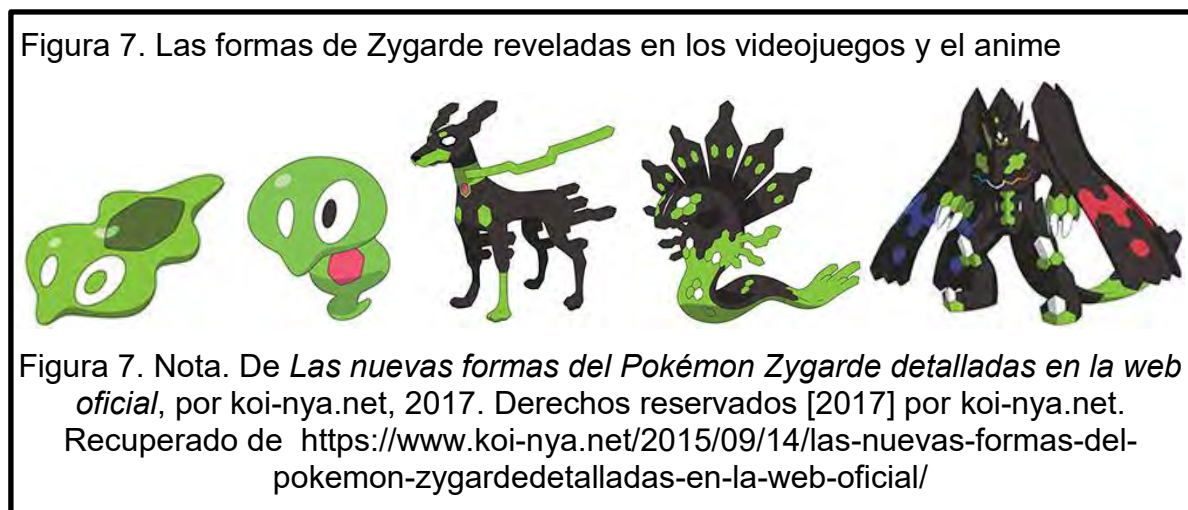 Figura 7. Las formas de Zygarde reveladas en los videojuegos y el anime
Figura 7. Nota. De Las nuevas formas del Pokémon Zygarde detalladas en la web
oficial, por koi-nya.net, 2017. Derechos reservados [2017] por koi-nya.net.
Recuperado de https://www.koi-nya.net/2015/09/14/las-nuevas-formas-del-
pokemon-zygardedetalladas-en-la-web-oficial/